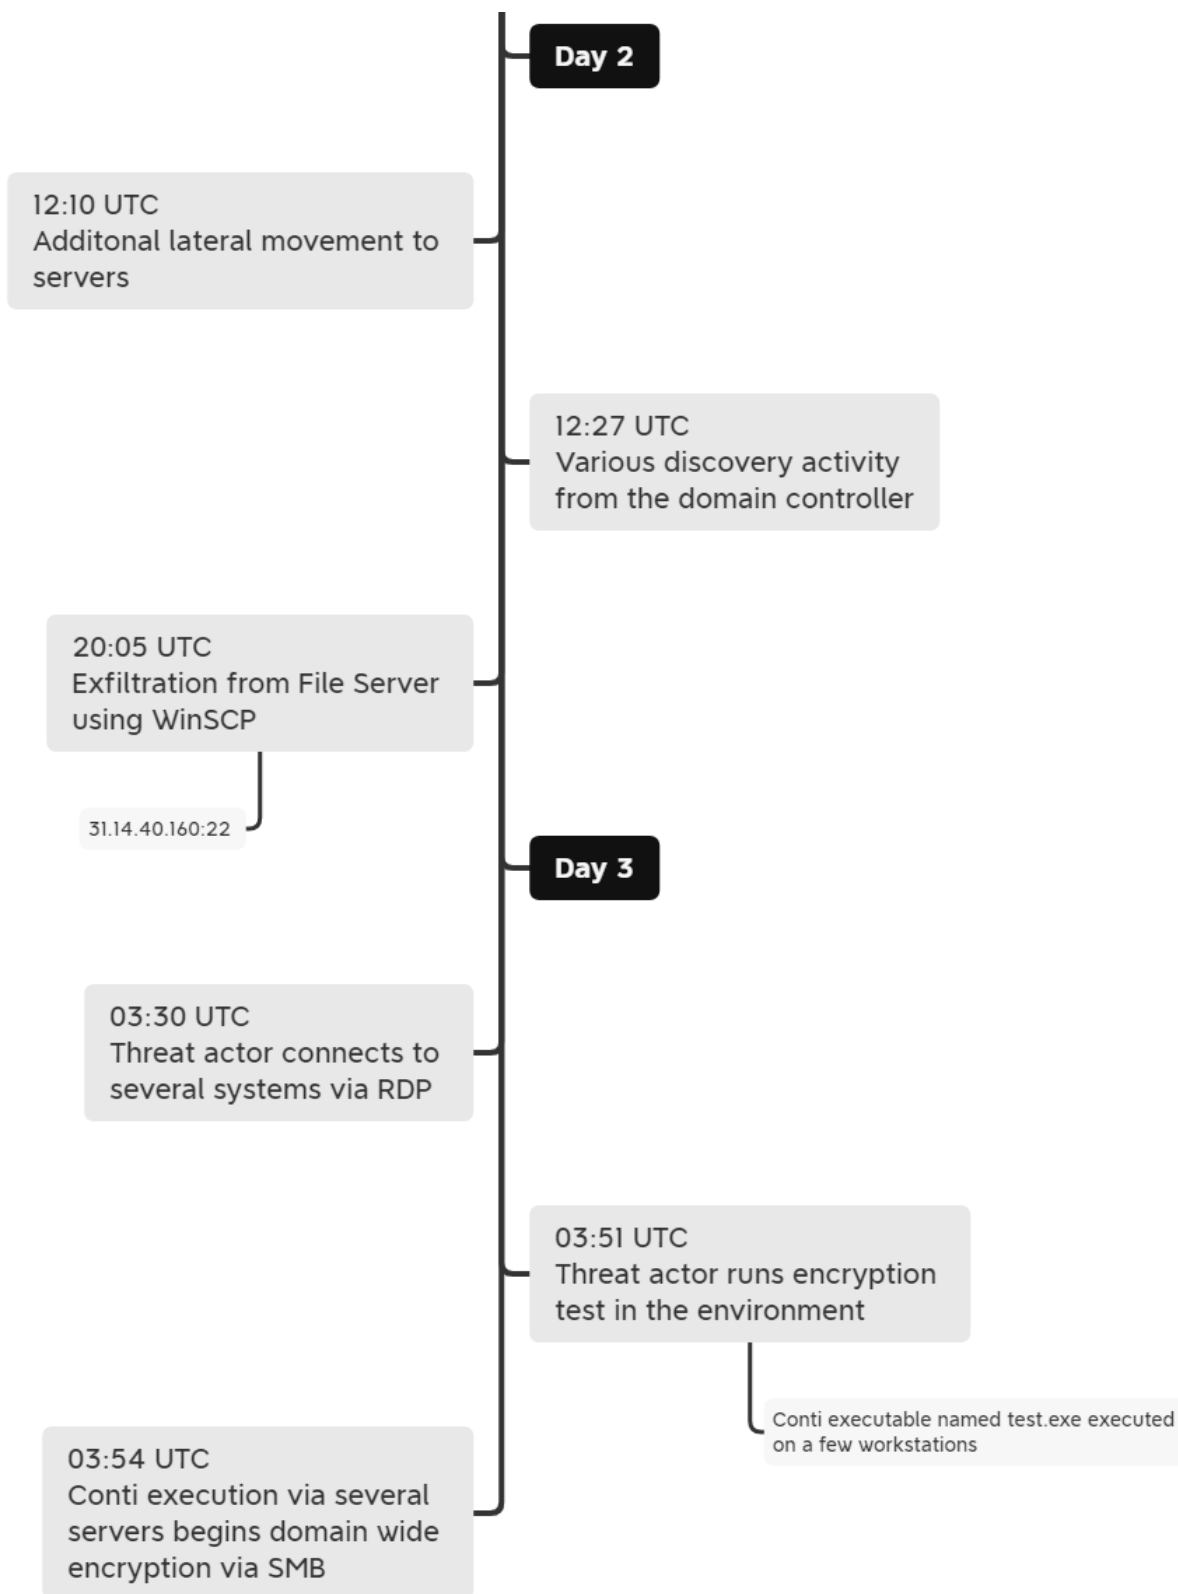 Day 2
12:10 UTC
Additonal lateral movement to
servers
12:27 UTC
Various discovery activity
from the domain controller
20:05 UTC
Exfiltration from File Server
using WinSCP
31.14.40.160:22
Day 3
03:30 UTC
Threat actor connects to
several systems via RDP
03:51 UTC
Threat actor runs encryption
test in the environment
Conti executable named test.exe executed
on a few workstations
03:54 UTC
Conti execution via several
servers begins domain wide
encryption via SMB